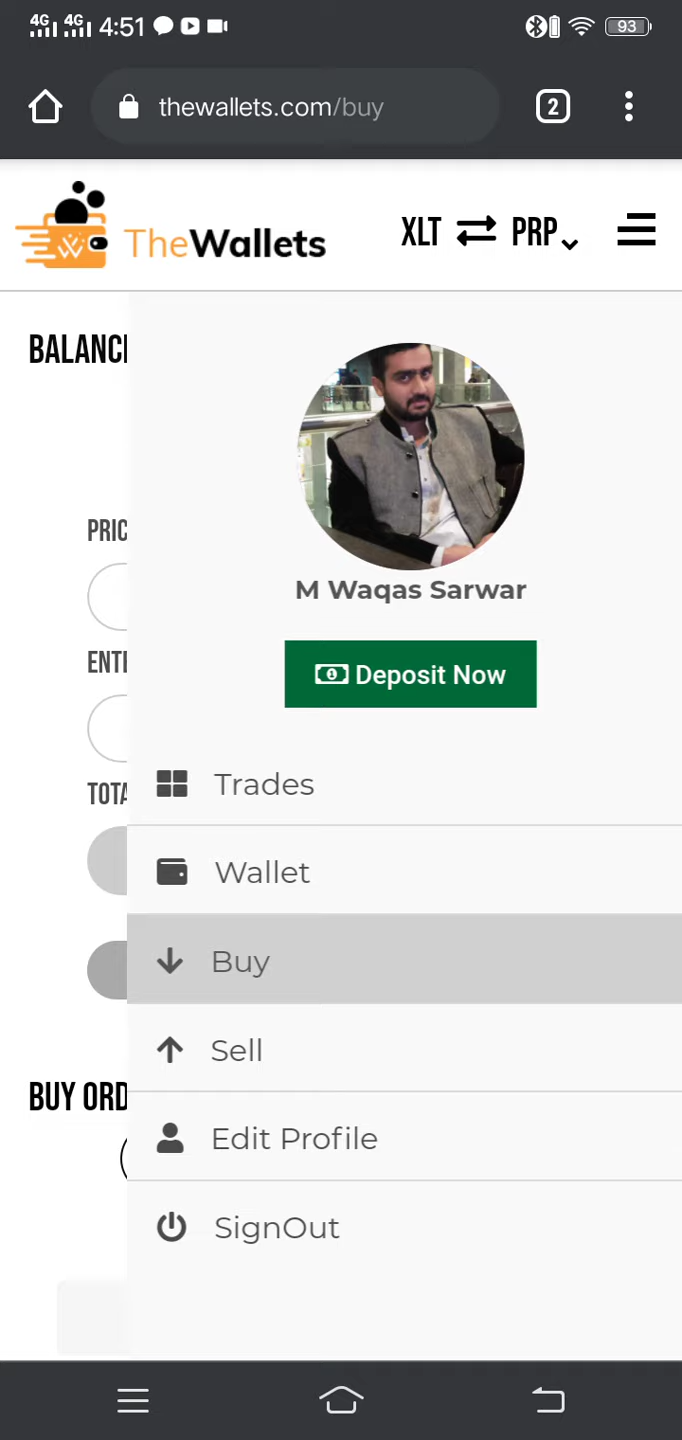 4G 4G 4:51 93
thewallets.com/buy 2
TheWallets XLT PRP
BALANC
M Waqas Sarwar
PRIC
Deposit Now
ENT
Trades
TOTA
Wallet
Buy
Sell
BUY ORD
Edit Profile
SignOut